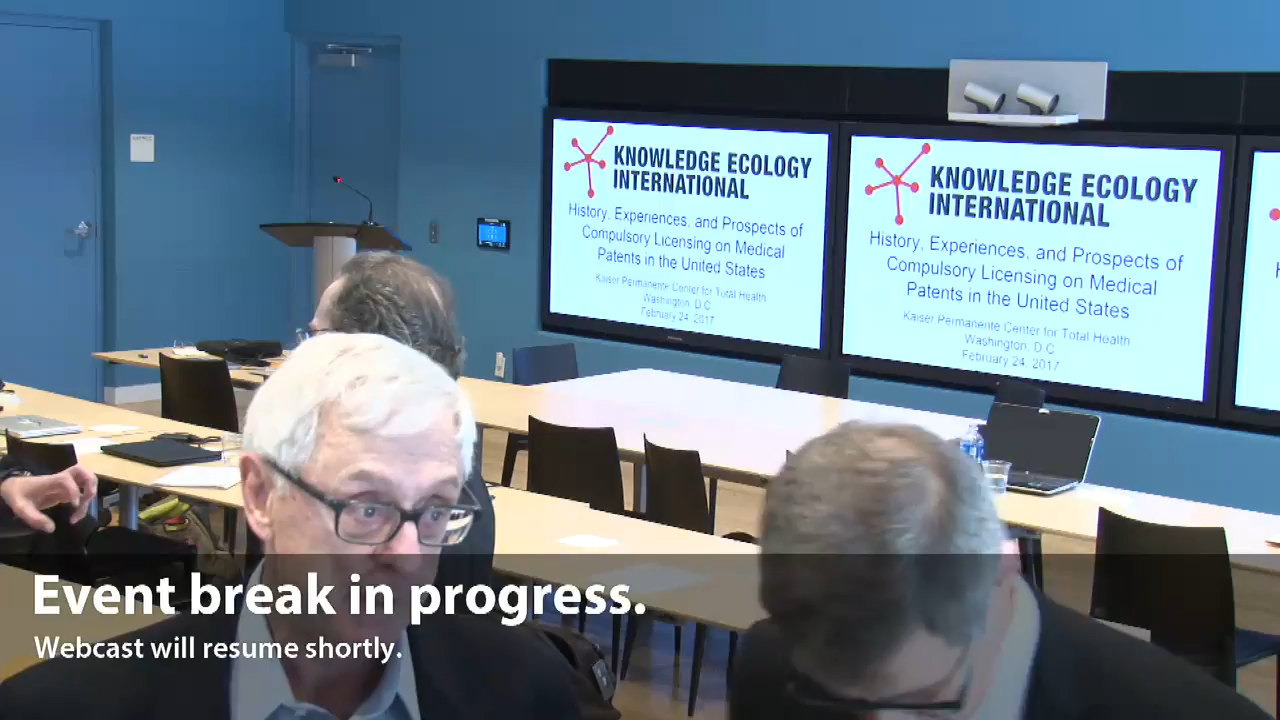 KNOWLEDGE ECOLOGY
INTERNATIONAL
History, Experiences, and Prospects of
Compulsory Licensing on Medical
Patents in the United States
Kaiser Permanente Center for Total Health
Washington, D.C
February 24, 2017
KNOWLEDGE ECOLOGY
INTERNATIONAL
History, Experiences, and Prospects of
Compulsory Licensing on Medical
Patents in the United States
Kaiser Permanente Center for Total Health
Washington, D.C
February 24, 2017
Event break in progress.
Webcast will resume shortly.